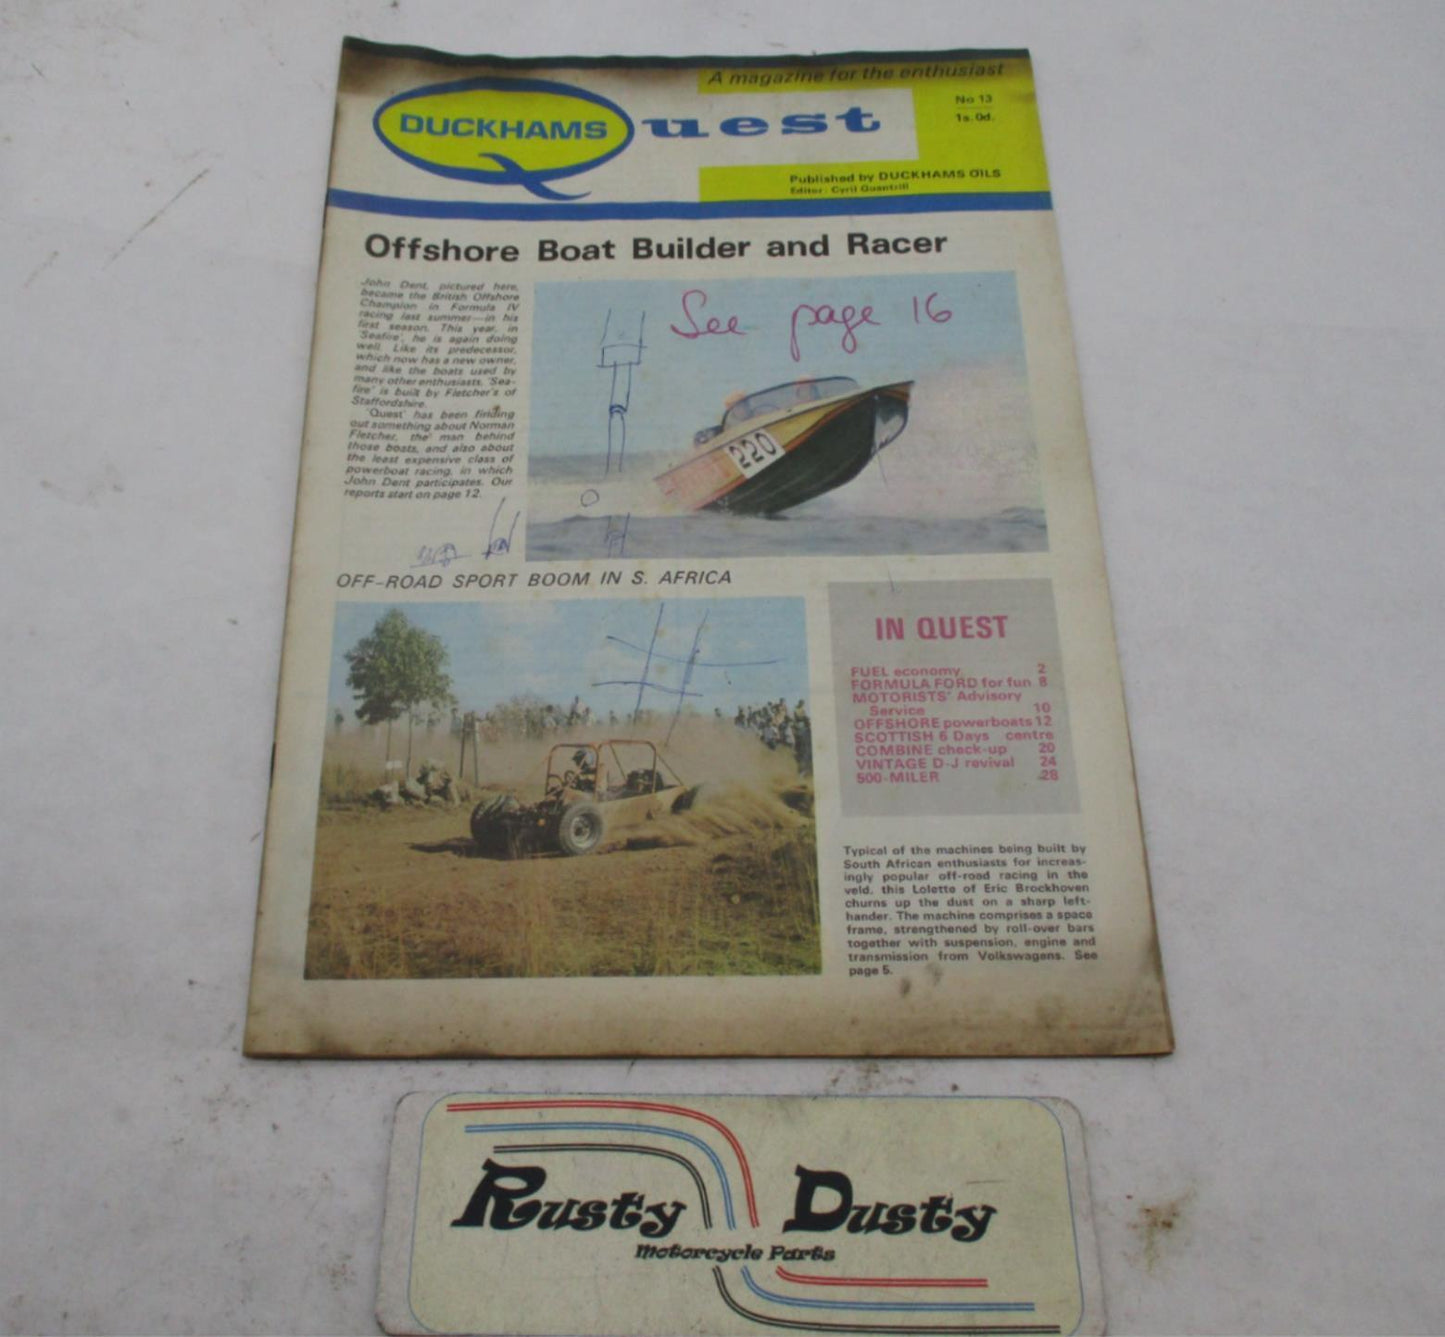 A magazine for the enthusiast
DUCKHAMS
uest
No 13
1s. 0d.
Published by DUCKHAMS OILS
Editor: Cyril Quantrill
Offshore Boat Builder and Racer
John Dent, pictured here,
became the British Offshore
Champion in Formula IV
racing last summer—in his
first season. This year, in
'Seafire', he is again doing
well. Like its predecessor,
which now has a new owner,
and like the boats used by
many other enthusiasts, 'Sea-
fire' is built by Fletcher's of
Staffordshire.
'Quest' has been finding
out something about Norman
Fletcher, the man behind
those boats, and also about
the least expensive class of
powerboat racing, in which
John Dent participates. Our
reports start on page 12.
See page 16
220
OFF-ROAD SPORT BOOM IN S. AFRICA
IN QUEST
FUEL economy 2
FORMULA FORD for fun 8
MOTORISTS' Advisory
Service 10
OFFSHORE powerboats 12
SCOTTISH 6 Days centre
COMBINE check-up 20
VINTAGE D-J revival 24
500-MILER 28
Typical of the machines being built by
South African enthusiasts for increas-
ingly popular off-road racing in the
veld, this Lolette of Eric Brockhoven
churns up the dust on a sharp left-
hander. The machine comprises a space
frame, strengthened by roll-over bars
together with suspension, engine and
transmission from Volkswagens. See
page 5.
Rusty Dusty
Motorcycle Parts